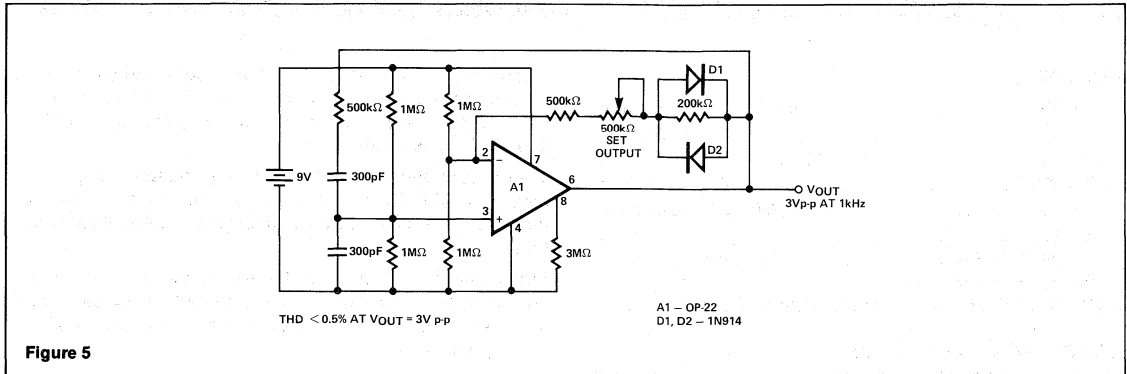 D1
500kΩ
1MΩ
1MΩ
500kΩ
200kΩ
500kΩ
SET
OUTPUT
D2
2
7
9V
300pF
A1
6
VOUT
3Vp-p AT 1kHz
8
3
4
300pF
1MΩ
1MΩ
3MΩ
THD < 0.5% AT VOUT = 3V p-p
A1 – OP-22
D1, D2 – 1N914
Figure 5